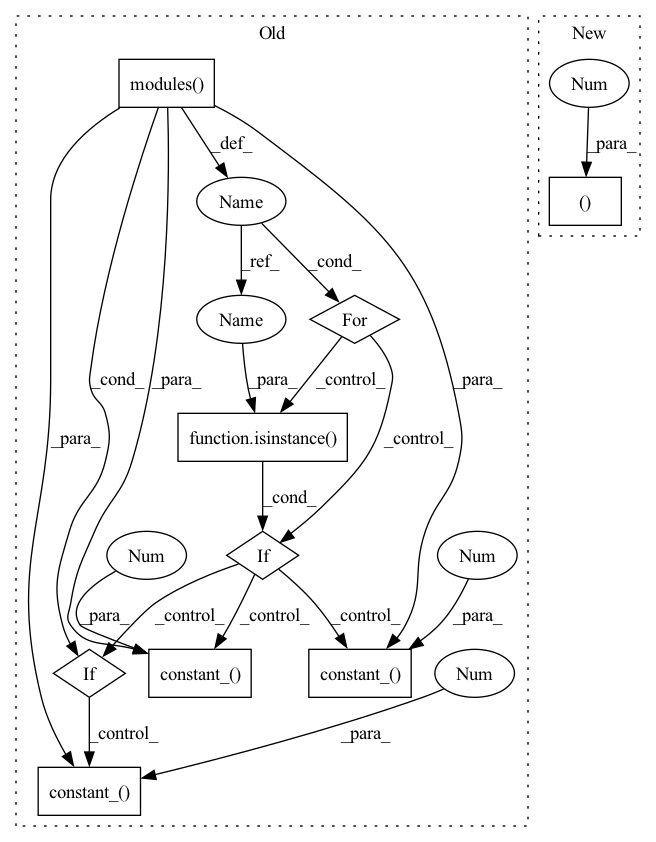 Old
New
modules()
Num
_def_
_para_
Name
()
_ref_
_cond_
Name
For
_cond_
_para_
_para_
_para_
_control_
_para_
function.isinstance()
_control_
_cond_
Num
If
Num
_para_
_control_
_control_
_control_
_para_
If
constant_()
constant_()
Num
_control_
_para_
constant_()